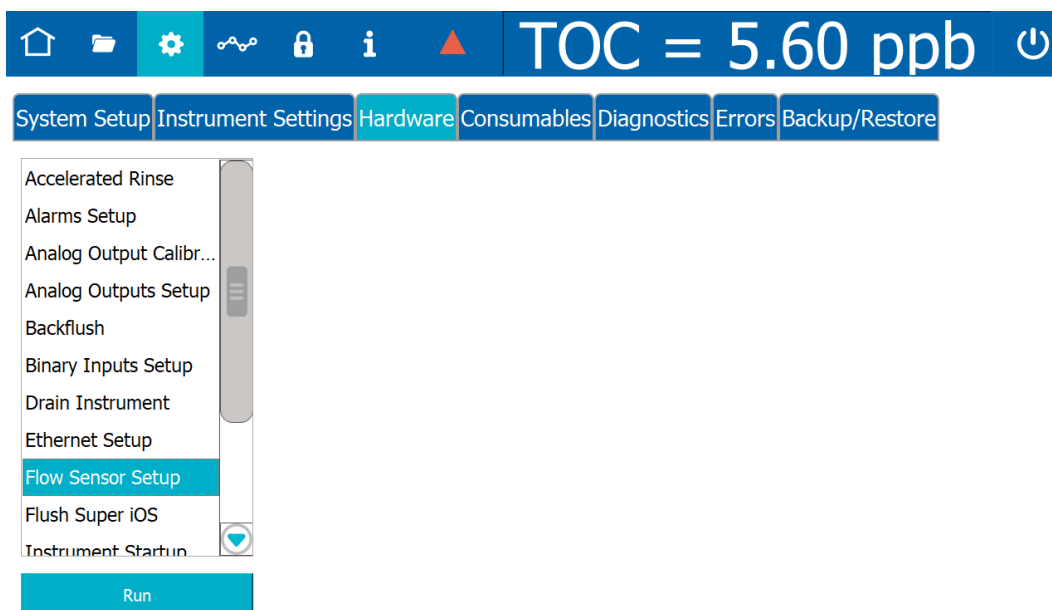 TOC = 5.60 ppb
System Setup Instrument Settings Hardware Consumables Diagnostics Errors Backup/Restore
Accelerated Rinse
Alarms Setup
Analog Output Calibr...
Analog Outputs Setup
Backflush
Binary Inputs Setup
Drain Instrument
Ethernet Setup
Flow Sensor Setup
Flush Super iOS
Instrument Startup
Run